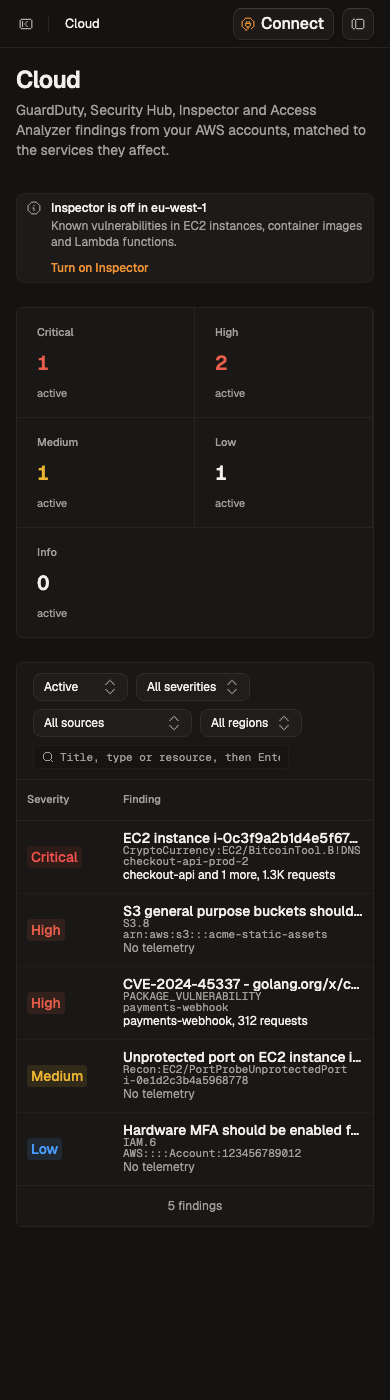 Cloud
Connect
Cloud
GuardDuty, Security Hub, Inspector and Access
Analyzer findings from your AWS accounts, matched to
the services they affect.
Inspector is off in eu-west-1
Known vulnerabilities in EC2 instances, container images
and Lambda functions.
Turn on Inspector
Critical
1
active
High
2
active
Medium
1
active
Low
1
active
Info
0
active
Active
All severities
All sources
All regions
Title, type or resource, then Ente
Severity
Finding
Critical
EC2 instance i-0c3f9a2b1d4e5f67…
CryptoCurrency:EC2/BitcoinTool.B!DNS
checkout-api-prod-2
checkout-api and 1 more, 1.3K requests
High
S3 general purpose buckets should…
S3.8
arn:aws:s3:::acme-static-assets
No telemetry
High
CVE-2024-45337 - golang.org/x/c…
PACKAGE_VULNERABILITY
payments-webhook
payments-webhook, 312 requests
Medium
Unprotected port on EC2 instance i…
Recon:EC2/PortProbeUnprotectedPort
i-0e1d2c3b4a5968778
No telemetry
Low
Hardware MFA should be enabled f…
IAM.6
AWS::::Account:123456789012
No telemetry
5 findings